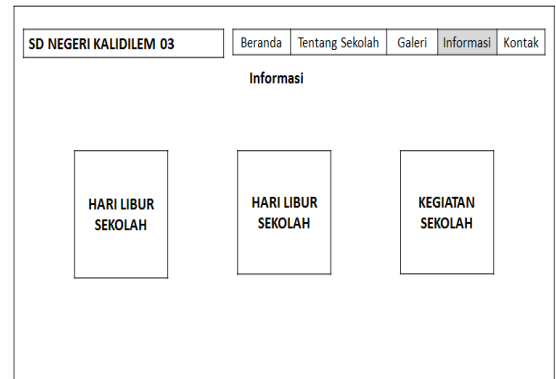 SD NEGERI KALIDILEM 03
Beranda Tentang Sekolah Galeri Informasi Kontak
Informasi
HARI LIBUR
SEKOLAH
HARI LIBUR
SEKOLAH
KEGIATAN
SEKOLAH